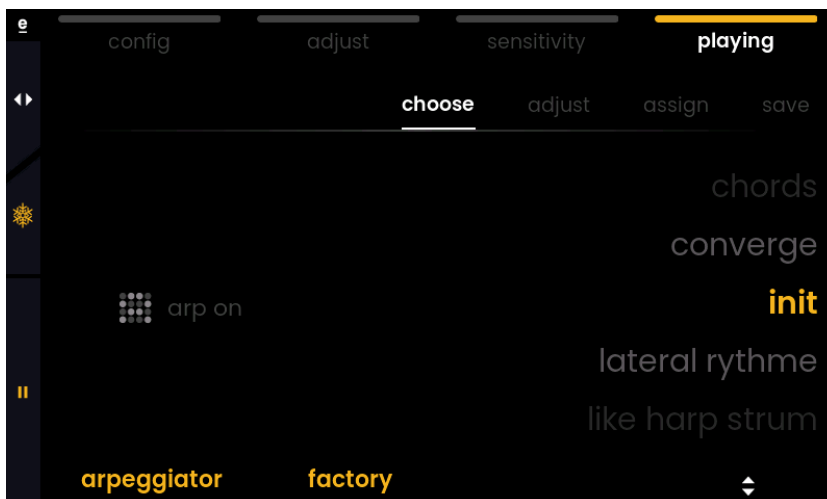 e
config adjust sensitivity playing
choose adjust assign save
chords
converge
init
arp on
lateral rythme
like harp strum
arpeggiator factory